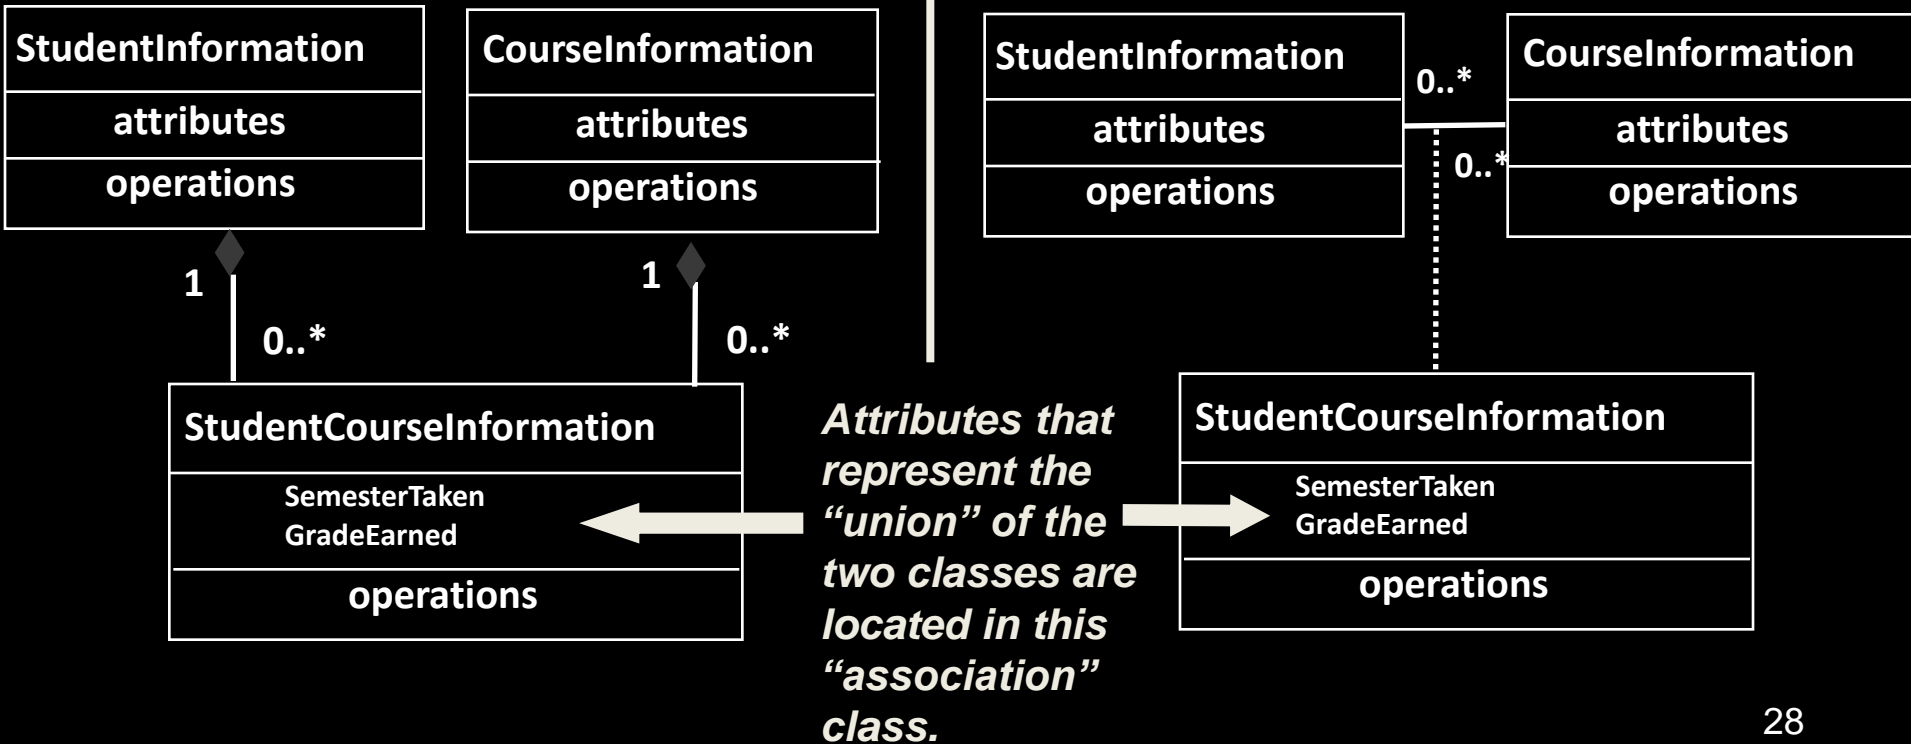 StudentInformation
attributes
operations
CourseInformation
attributes
operations
1
0..*
1
0..*
StudentCourseInformation
SemesterTaken
GradeEarned
operations
Attributes that
represent the
“union” of the
two classes are
located in this
“association”
class.
StudentInformation
attributes
operations
0..*
0..*
CourseInformation
attributes
operations
StudentCourseInformation
SemesterTaken
GradeEarned
operations
28